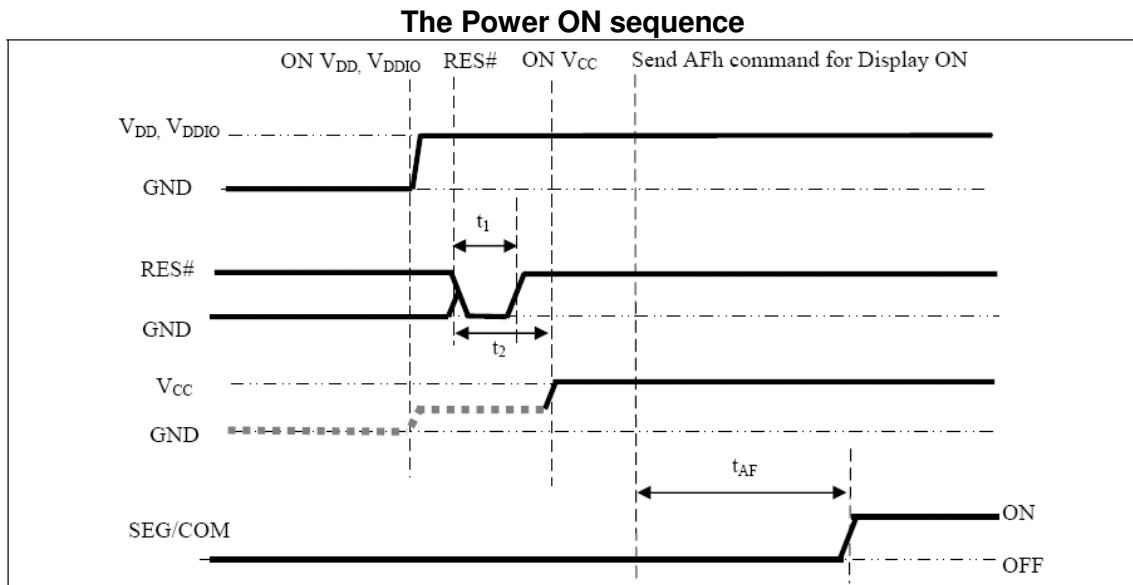 The Power ON sequence
ON VDD, VDDIO RES# ON VCC Send AFh command for Display ON
VDD, VDDIO
GND
t1
RES#
GND
t2
VCC
GND
tAF
SEG/COM
ON
OFF